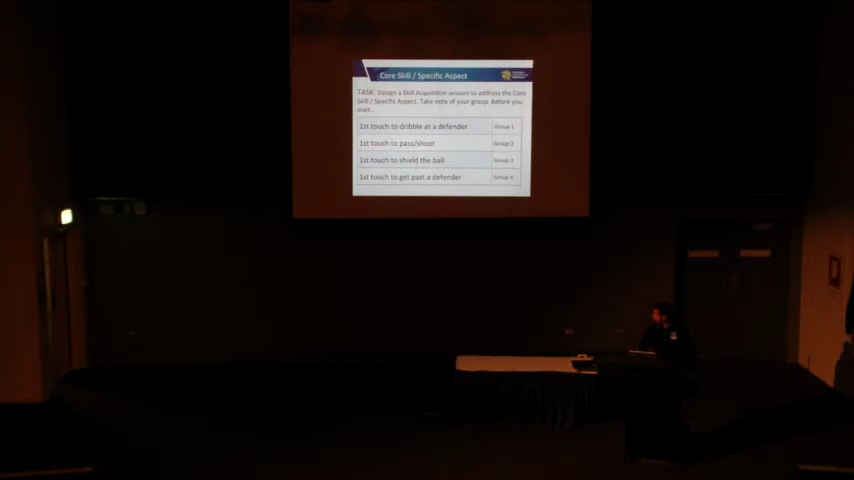 Core Skill / Specific Aspect
TASK: Design a Skill Acquisition session to address the Core
Skill / Specific Aspect. Take note of your group. Before you
start...
1st touch to dribble at a defender Group 1
1st touch to pass/shoot Group 2
1st touch to shield the ball Group 3
1st touch to get past a defender Group 4